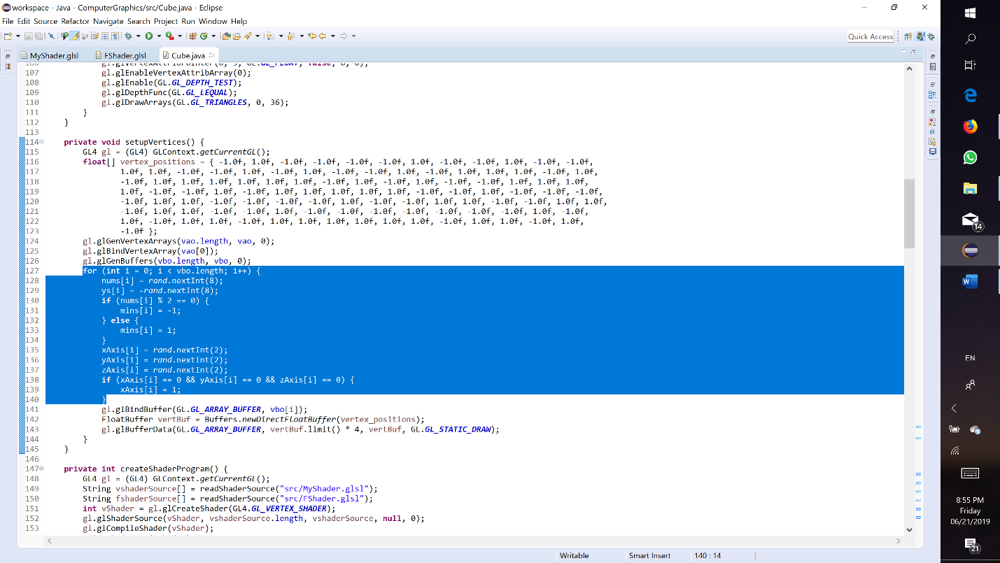 workspace - Java - ComputerGraphics/src/Cube.java - Eclipse
File Edit Source Refactor Navigate Search Project Run Window Help
Quick Access
MyShader.glsl FShader.glsl Cube.java
107 gl.glEnableVertexAttribArray(0);
108 gl.glEnable(GL.GL_DEPTH_TEST);
109 gl.glDepthFunc(GL.GL_LEQUAL);
110 gl.glDrawArrays(GL.GL_TRIANGLES, 0, 36);
111 }
112 }
113
114 private void setupVertices() {
115 GL4 gl = (GL4) GLContext.getCurrentGL();
116 float[] vertex_positions = { -1.0f, 1.0f, -1.0f, -1.0f, -1.0f, -1.0f, 1.0f, -1.0f, -1.0f, 1.0f, -1.0f, -1.0f,
117 1.0f, 1.0f, -1.0f, -1.0f, 1.0f, -1.0f, 1.0f, -1.0f, -1.0f, 1.0f, -1.0f, 1.0f, 1.0f, 1.0f, -1.0f, 1.0f,
118 -1.0f, 1.0f, 1.0f, 1.0f, 1.0f, 1.0f, 1.0f, -1.0f, 1.0f, -1.0f, 1.0f, 1.0f, -1.0f, -1.0f, 1.0f, 1.0f, 1.0f,
119 1.0f, -1.0f, -1.0f, 1.0f, -1.0f, 1.0f, 1.0f, 1.0f, 1.0f, 1.0f, -1.0f, -1.0f, 1.0f, -1.0f, -1.0f, -1.0f,
120 -1.0f, 1.0f, 1.0f, -1.0f, -1.0f, -1.0f, -1.0f, 1.0f, -1.0f, -1.0f, 1.0f, 1.0f, -1.0f, 1.0f, 1.0f, 1.0f,
121 -1.0f, 1.0f, 1.0f, -1.0f, -1.0f, 1.0f, -1.0f, -1.0f, -1.0f, -1.0f, -1.0f, -1.0f, 1.0f, -1.0f,
122 1.0f, -1.0f, 1.0f, 1.0f, -1.0f, 1.0f, 1.0f, 1.0f, 1.0f, 1.0f, 1.0f, -1.0f, 1.0f, 1.0f, -1.0f, 1.0f,
123 -1.0f };
124 gl.glGenVertexArrays(vao.length, vao, 0);
125 gl.glBindVertexArray(vao[0]);
126 gl.glGenBuffers(vbo.length, vbo, 0);
127 for (int i = 0; i < vbo.length; i++) {
128 nums[i] = rand.nextInt(8);
129 ys[i] = -rand.nextInt(8);
130 if (nums[i] % 2 == 0) {
131 mins[i] = -1;
132 } else {
133 mins[i] = 1;
134 }
135 xAxis[i] = rand.nextInt(2);
136 yAxis[i] = rand.nextInt(2);
137 zAxis[i] = rand.nextInt(2);
138 if (xAxis[i] == 0 && yAxis[i] == 0 && zAxis[i] == 0) {
139 xAxis[i] = 1;
140 }
141 gl.glBindBuffer(GL.GL_ARRAY_BUFFER, vbo[i]);
142 FloatBuffer vertBuf = Buffers.newDirectFloatBuffer(vertex_positions);
143 gl.glBufferData(GL.GL_ARRAY_BUFFER, vertBuf.limit() * 4, vertBuf, GL.GL_STATIC_DRAW);
144 }
145 }
146
147 private int createShaderProgram() {
148 GL4 gl = (GL4) GLContext.getCurrentGL();
149 String vshaderSource[] = readShaderSource("src/MyShader.glsl");
150 String fshaderSource[] = readShaderSource("src/FShader.glsl");
151 int vShader = gl.glCreateShader(GL4.GL_VERTEX_SHADER);
152 gl.glShaderSource(vShader, vshaderSource.length, vshaderSource, null, 0);
153 gl.glCompileShader(vShader);
Writable Smart Insert 140 : 14
14
W
EN
8:55 PM
Friday
06/21/2019
21